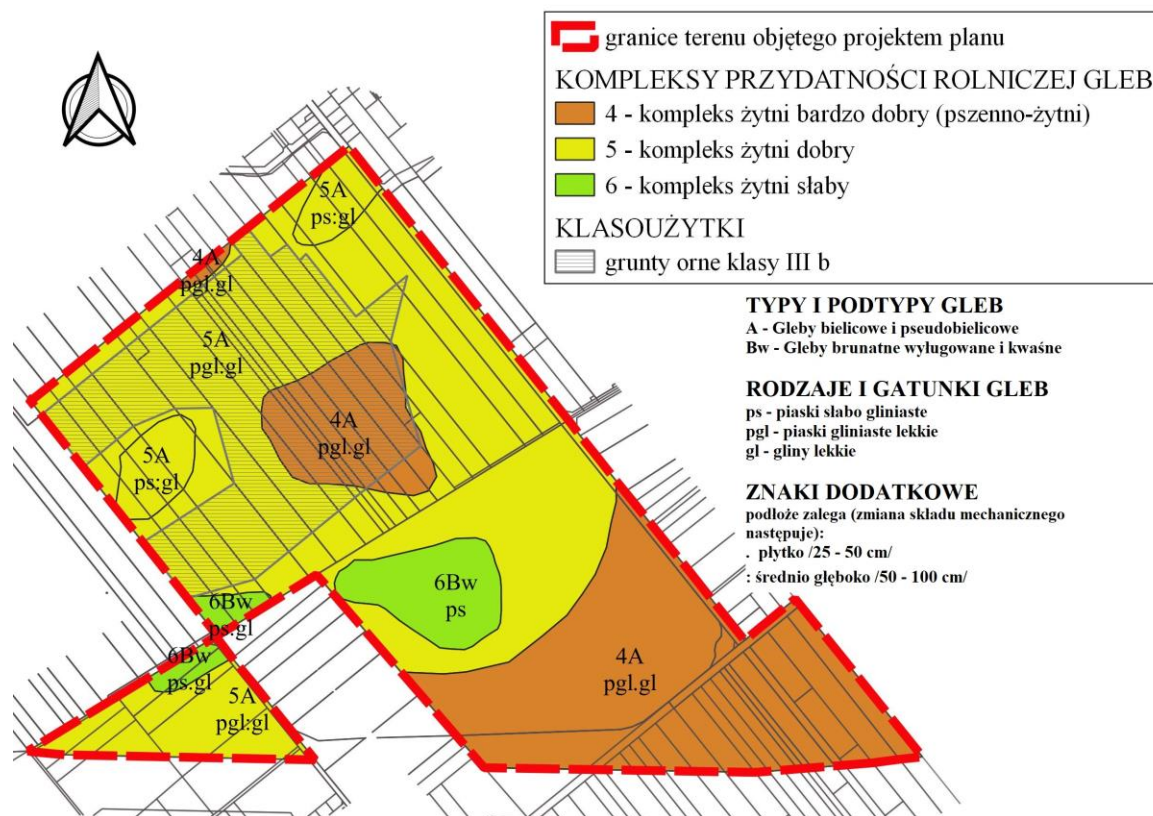 granice terenu objętego projektem planu
KOMPLEKSY PRZYDATNOŚCI ROLNICZEJ GLEB
4 - kompleks żytni bardzo dobry (pszenno-żytni)
5 - kompleks żytni dobry
6 - kompleks żytni słaby
KLASOUŻYTKI
grunty orne klasy III b
TYPY I PODTYPY GLEB
A - Gleby bielicowe i pseudobielicowe
Bw - Gleby brunatne wyługowane i kwaśne
RODZAJE I GATUNKI GLEB
ps - piaski słabo gliniaste
pgl - piaski gliniaste lekkie
gl - gliny lekkie
ZNAKI DODATKOWE
podłoże zalega (zmiana składu mechanicznego
następuje):
. płytko /25 - 50 cm/
: średnio głęboko /50 - 100 cm/
5A
ps:gl
4A
pgl.gl
5A
pgl:gl
4A
pgl.gl
5A
ps:gl
6Bw
ps
6Bw
ps.gl
6Bw
ps.gl
5A
pgl:gl
4A
pgl.gl